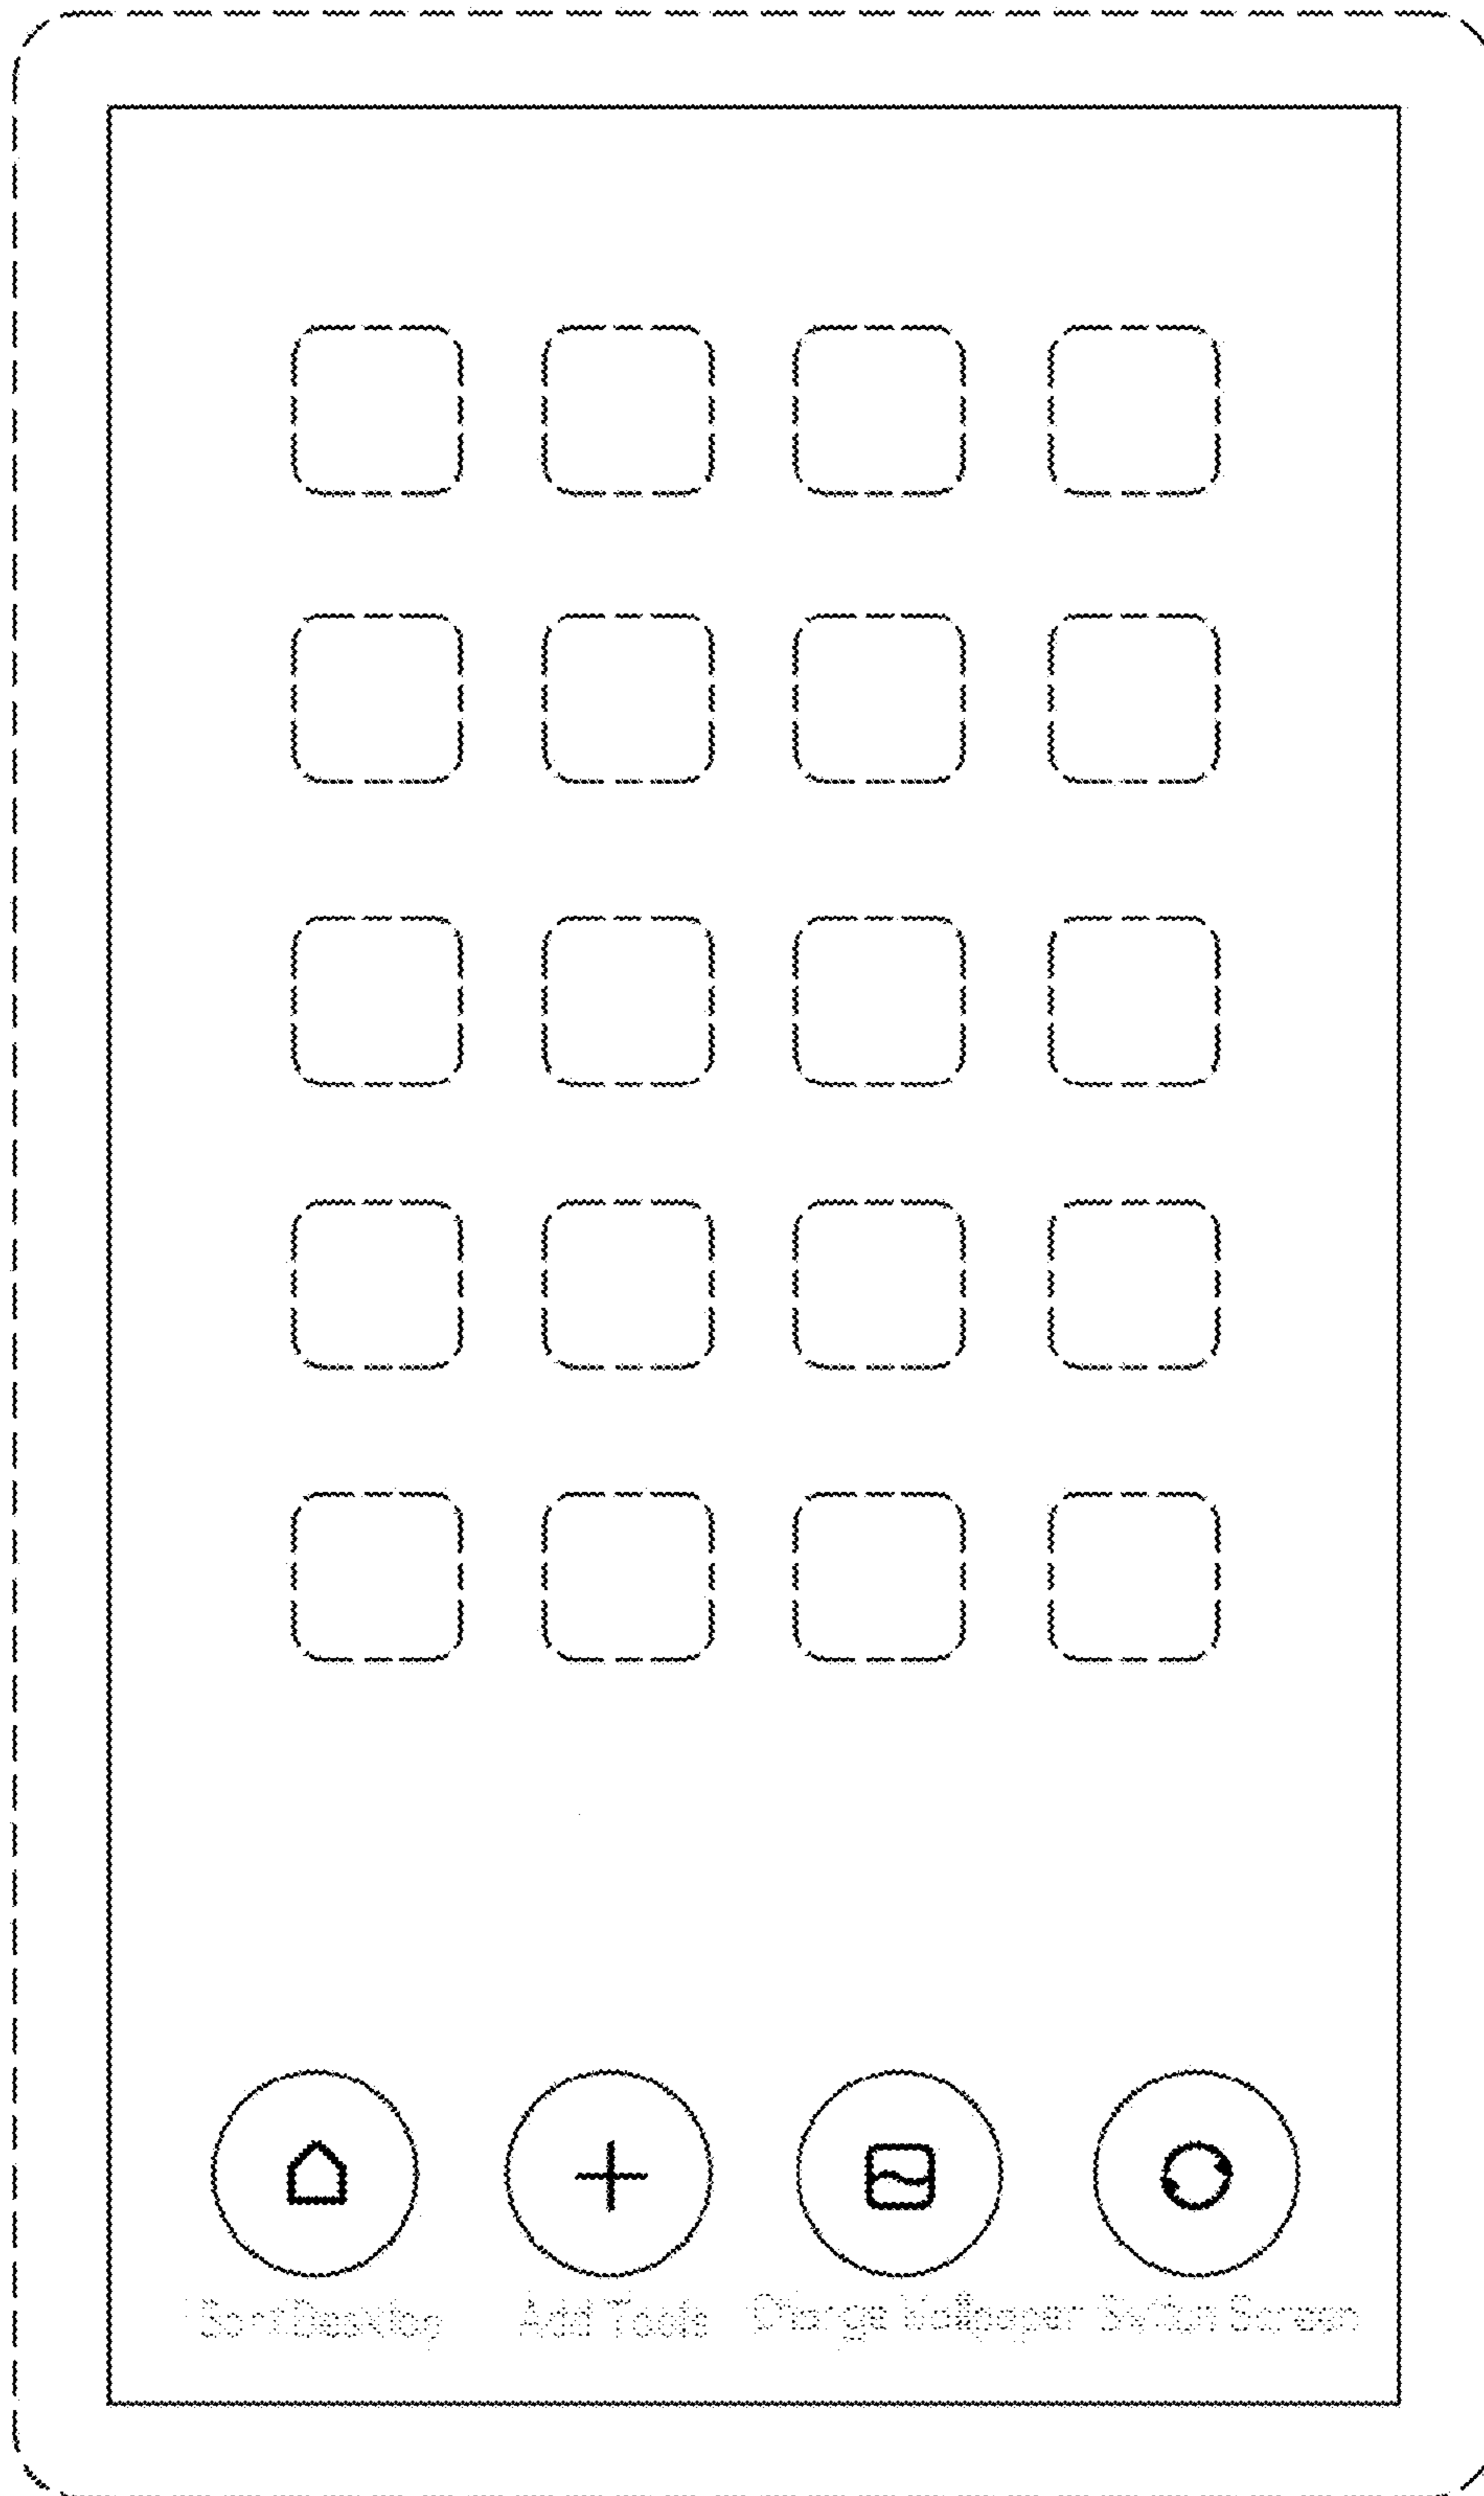 Sort Desktop
Add Tools
Change Wallpaper
Switch Screen